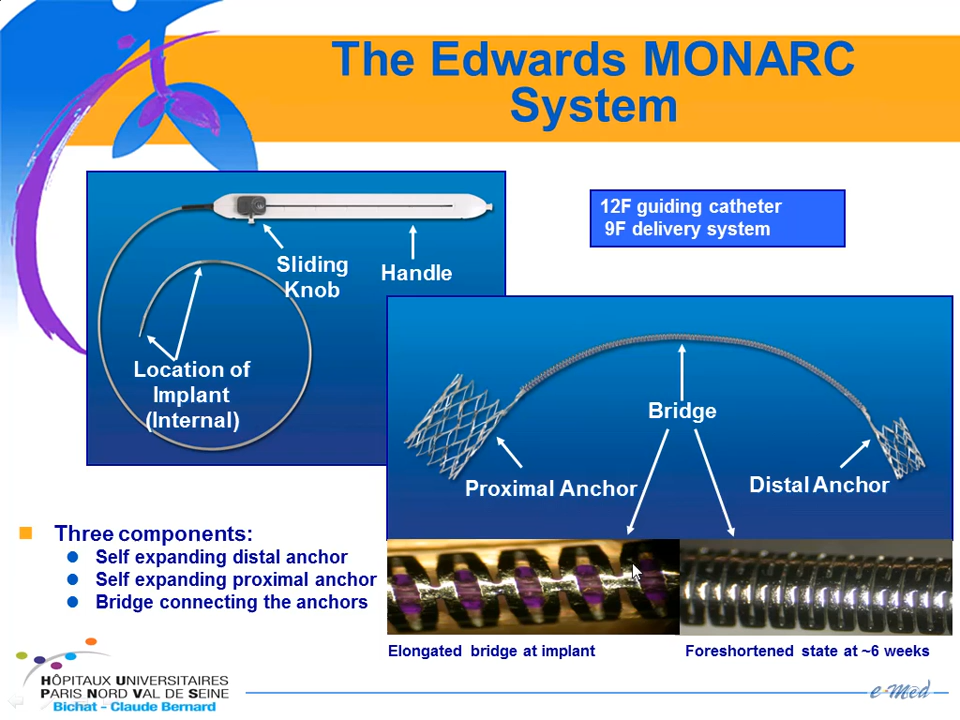 The Edwards MONARC
System
12F guiding catheter
9F delivery system
Sliding
Knob
Handle
Location of
Implant
(Internal)
Bridge
Proximal Anchor
Distal Anchor
Three components:
Self expanding distal anchor
Self expanding proximal anchor
Bridge connecting the anchors
Elongated bridge at implant
Foreshortened state at ~6 weeks
HÔPITAUX UNIVERSITAIRES
PARIS NORD VAL DE SEINE
Bichat – Claude Bernard
e-Med